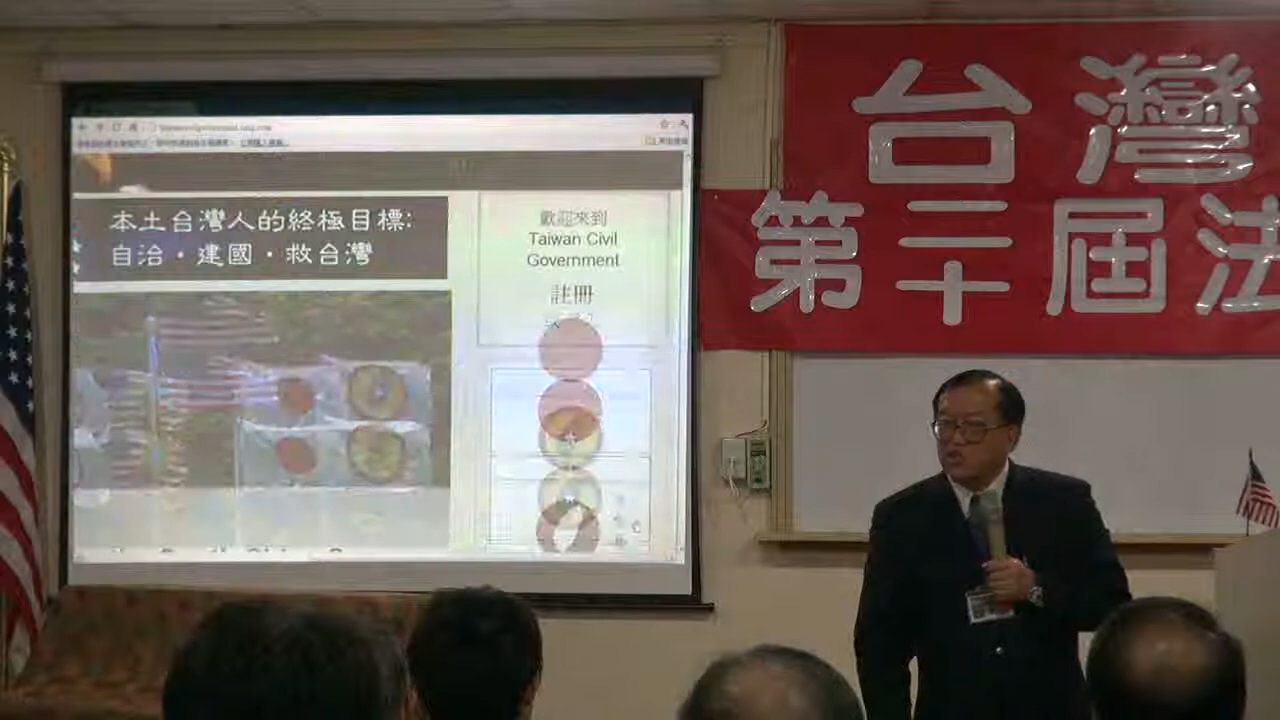 本土台灣人的終極目標:
自治・建國・救台灣
歡迎來到
Taiwan Civil
Government
註冊
台灣
第二十屆法